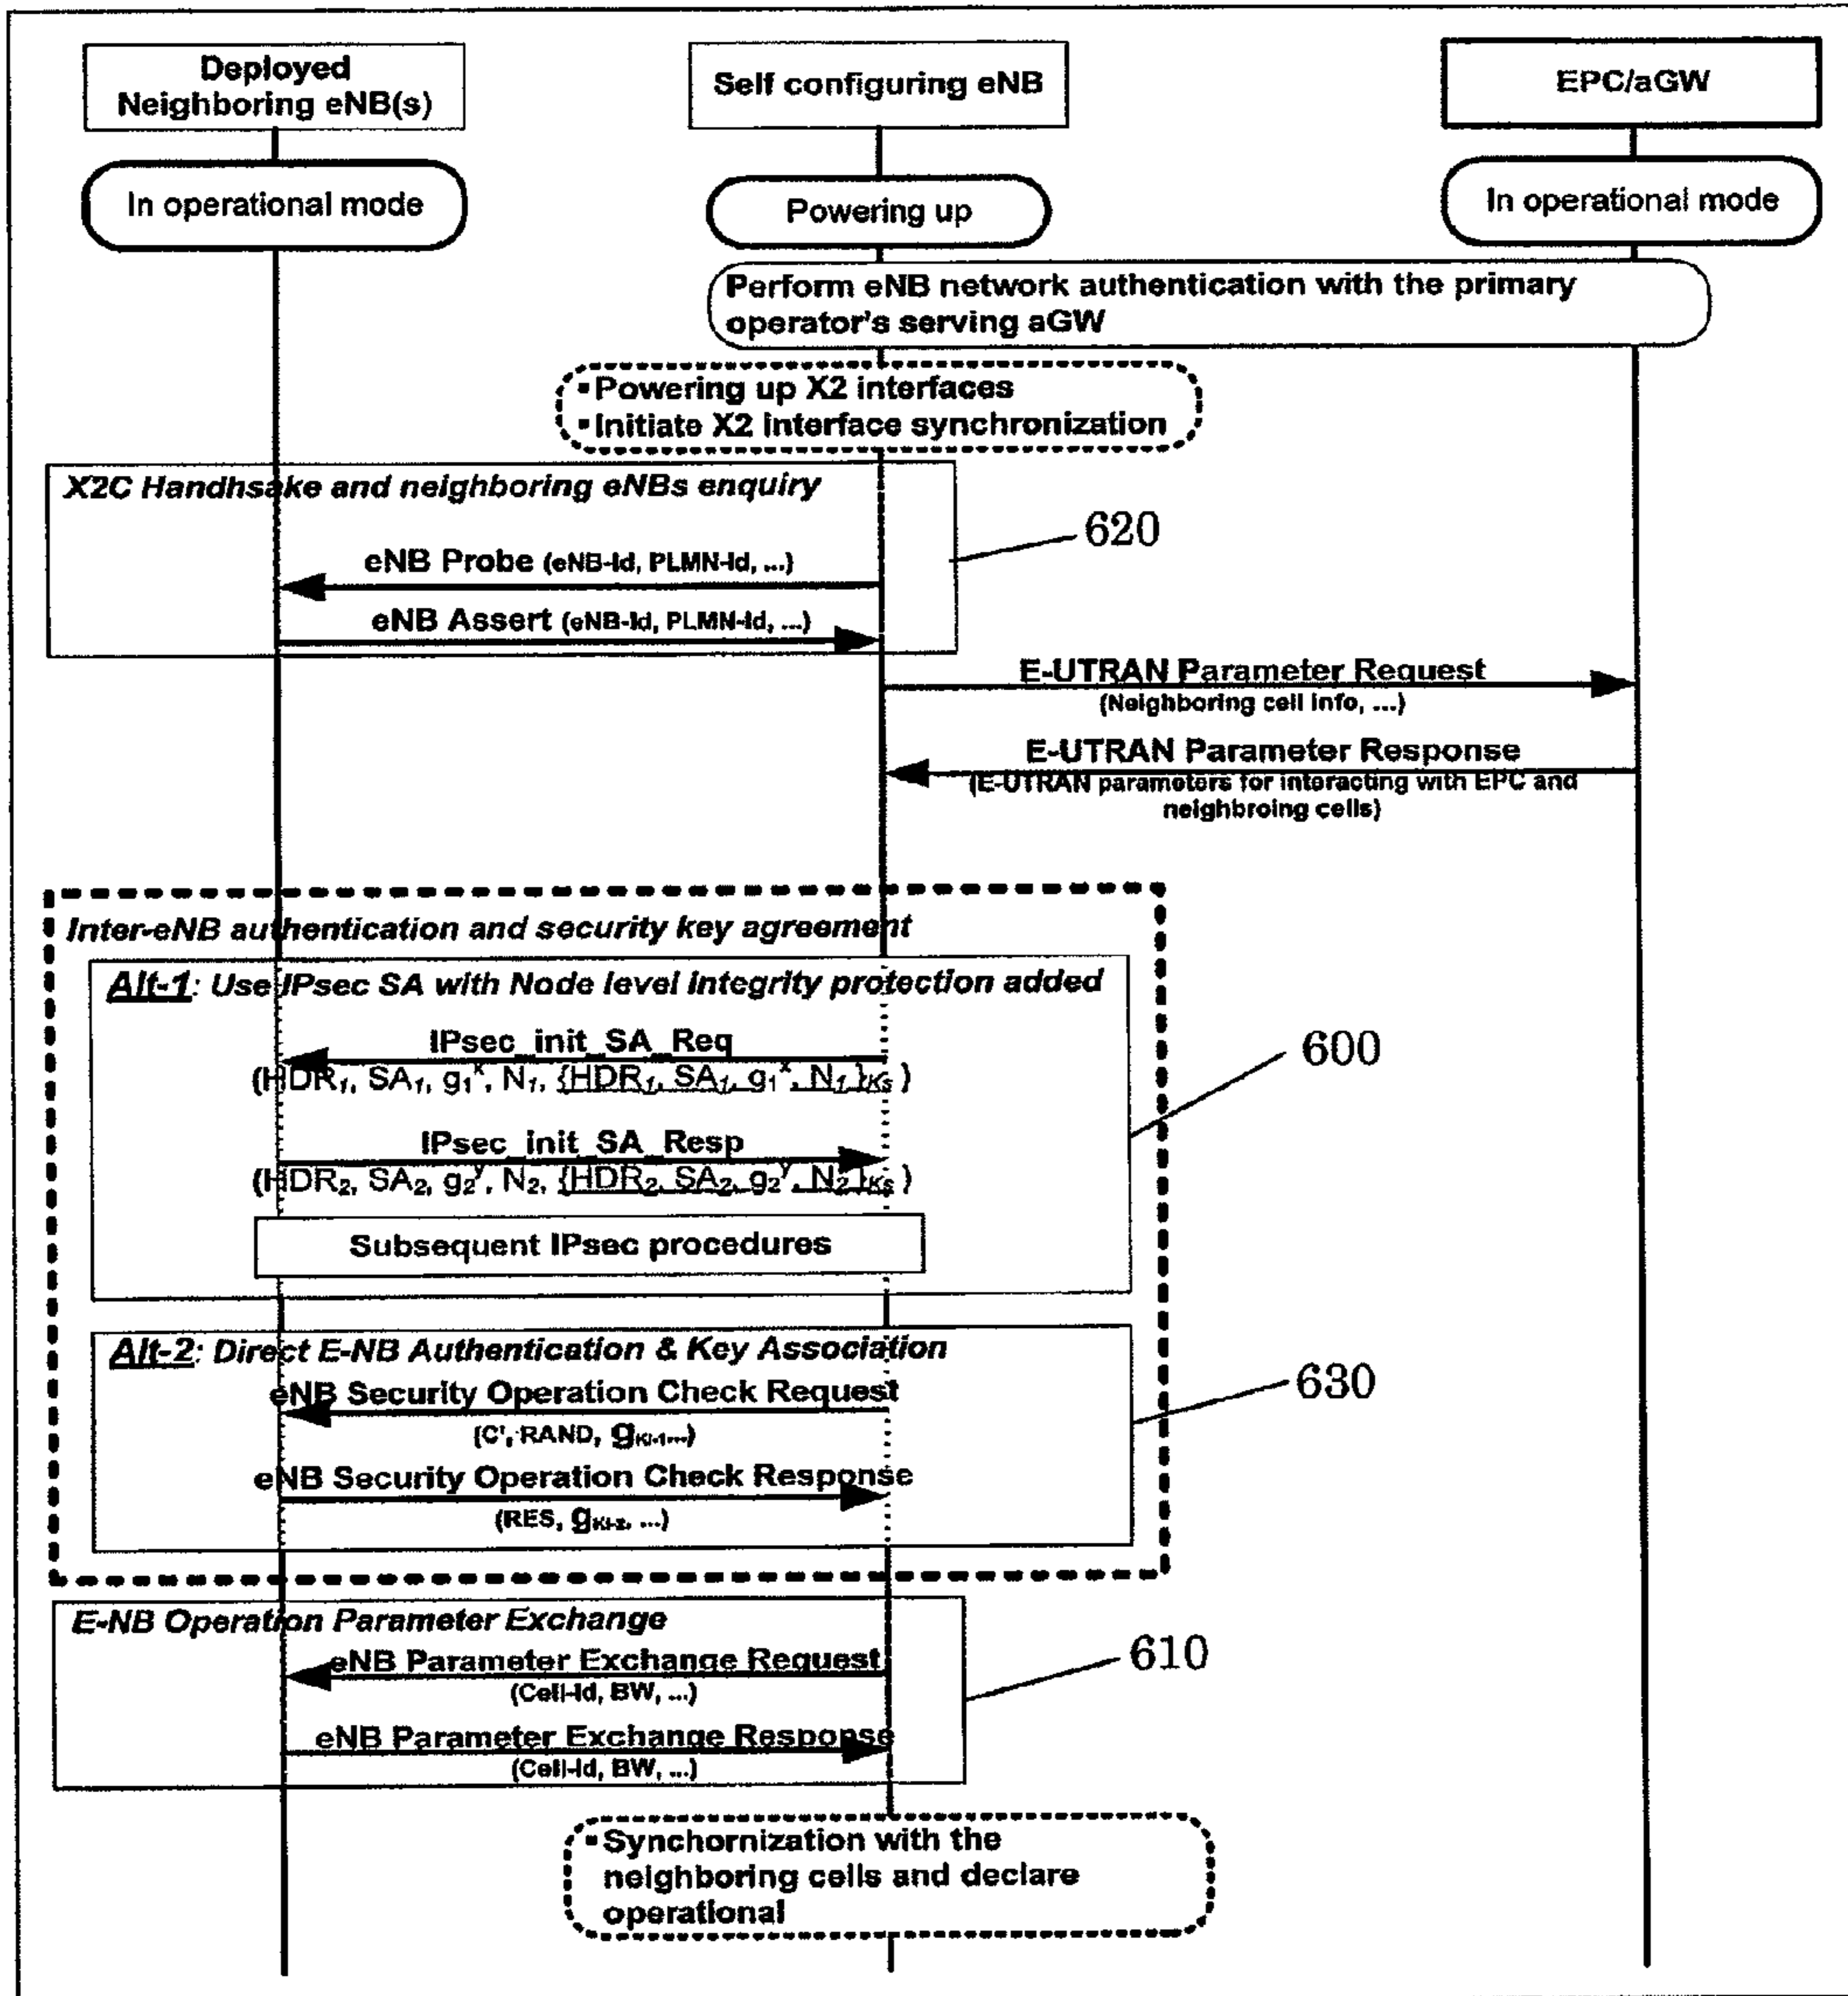 Deployed
Neighboring eNB(s)
Self configuring eNB
EPC/aGW
In operational mode
Powering up
In operational mode
Perform eNB network authentication with the primary
operator's serving aGW
▪Powering up X2 interfaces
▪Initiate X2 interface synchronization
X2C Handhsake and neighboring eNBs enquiry
620
eNB Probe (eNB-Id, PLMN-Id, ...)
eNB Assert (eNB-Id, PLMN-Id, ...)
E-UTRAN Parameter Request
(Neighboring cell info, ...)
E-UTRAN Parameter Response
(E-UTRAN parameters for interacting with EPC and
neighbroing cells)
Inter-eNB authentication and security key agreement
Alt-1: Use IPsec SA with Node level integrity protection added
IPsec_init_SA_Req
(HDR₁, SA₁, g₁ˣ, N₁, {HDR₁, SA₁, g₁ˣ, N₁}Ks )
600
IPsec_init_SA_Resp
(HDR₂, SA₂, g₂ʸ, N₂, {HDR₂, SA₂, g₂ʸ, N₂}Ks )
Subsequent IPsec procedures
Alt-2: Direct E-NB Authentication & Key Association
eNB Security Operation Check Request
(C', RAND, g...)
630
eNB Security Operation Check Response
(RES, g, ...)
E-NB Operation Parameter Exchange
eNB Parameter Exchange Request
(Cell-Id, BW, ...)
610
eNB Parameter Exchange Response
(Cell-Id, BW, ...)
▪Synchornization with the
neighboring cells and declare
operational